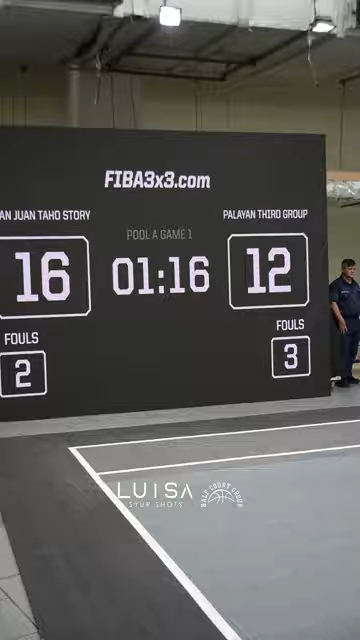 FIBA3x3.com
AN JUAN TAHO STORY
PALAYAN THIRD GROUP
POOL A GAME 1
16
01:16
12
FOULS
2
FOULS
3
LUISA
SYUR SHOTS
HALF COURT GROUP